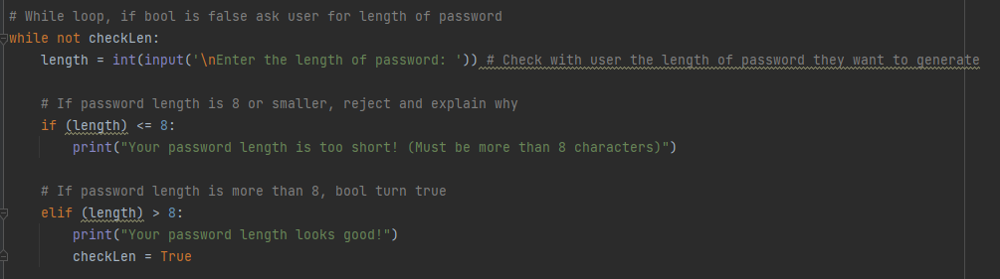 # While loop, if bool is false ask user for length of password
while not checkLen:
    length = int(input('\nEnter the length of password: ')) # Check with user the length of password they want to generate
    # If password length is 8 or smaller, reject and explain why
    if (length) <= 8:
        print("Your password length is too short! (Must be more than 8 characters)")
    # If password length is more than 8, bool turn true
    elif (length) > 8:
        print("Your password length looks good!")
        checkLen = True